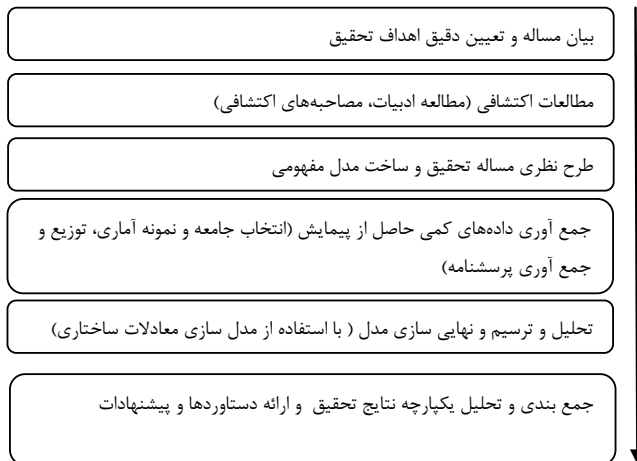 بیان مساله و تعیین دقیق اهداف تحقیق
مطالعات اکتشافی (مطالعه ادبیات، مصاحبه‌های اکتشافی)
طرح نظری مساله تحقیق و ساخت مدل مفهومی
جمع آوری داده‌های کمی حاصل از پیمایش (انتخاب جامعه و نمونه آماری، توزیع و
جمع آوری پرسشنامه)
تحلیل و ترسیم و نهایی سازی مدل ( با استفاده از مدل سازی معادلات ساختاری)
جمع بندی و تحلیل یکپارچه نتایج تحقیق و ارائه دستاوردها و پیشنهادات